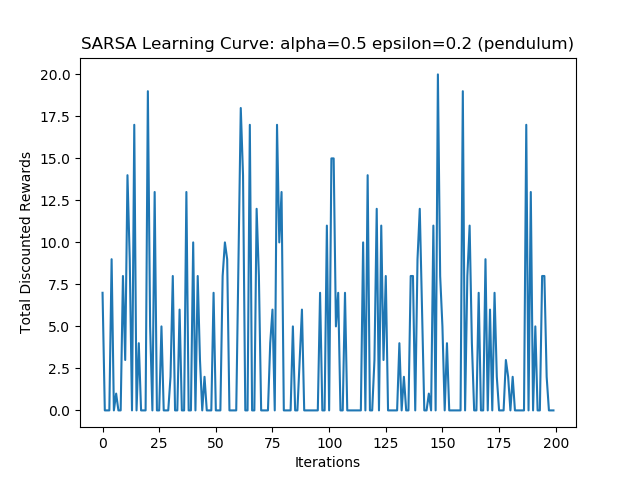 SARSA Learning Curve: alpha=0.5 epsilon=0.2 (pendulum)
20.0
17.5
15.0
12.5
10.0
7.5
5.0
2.5
0.0
Total Discounted Rewards
0 25 50 75 100 125 150 175 200
Iterations